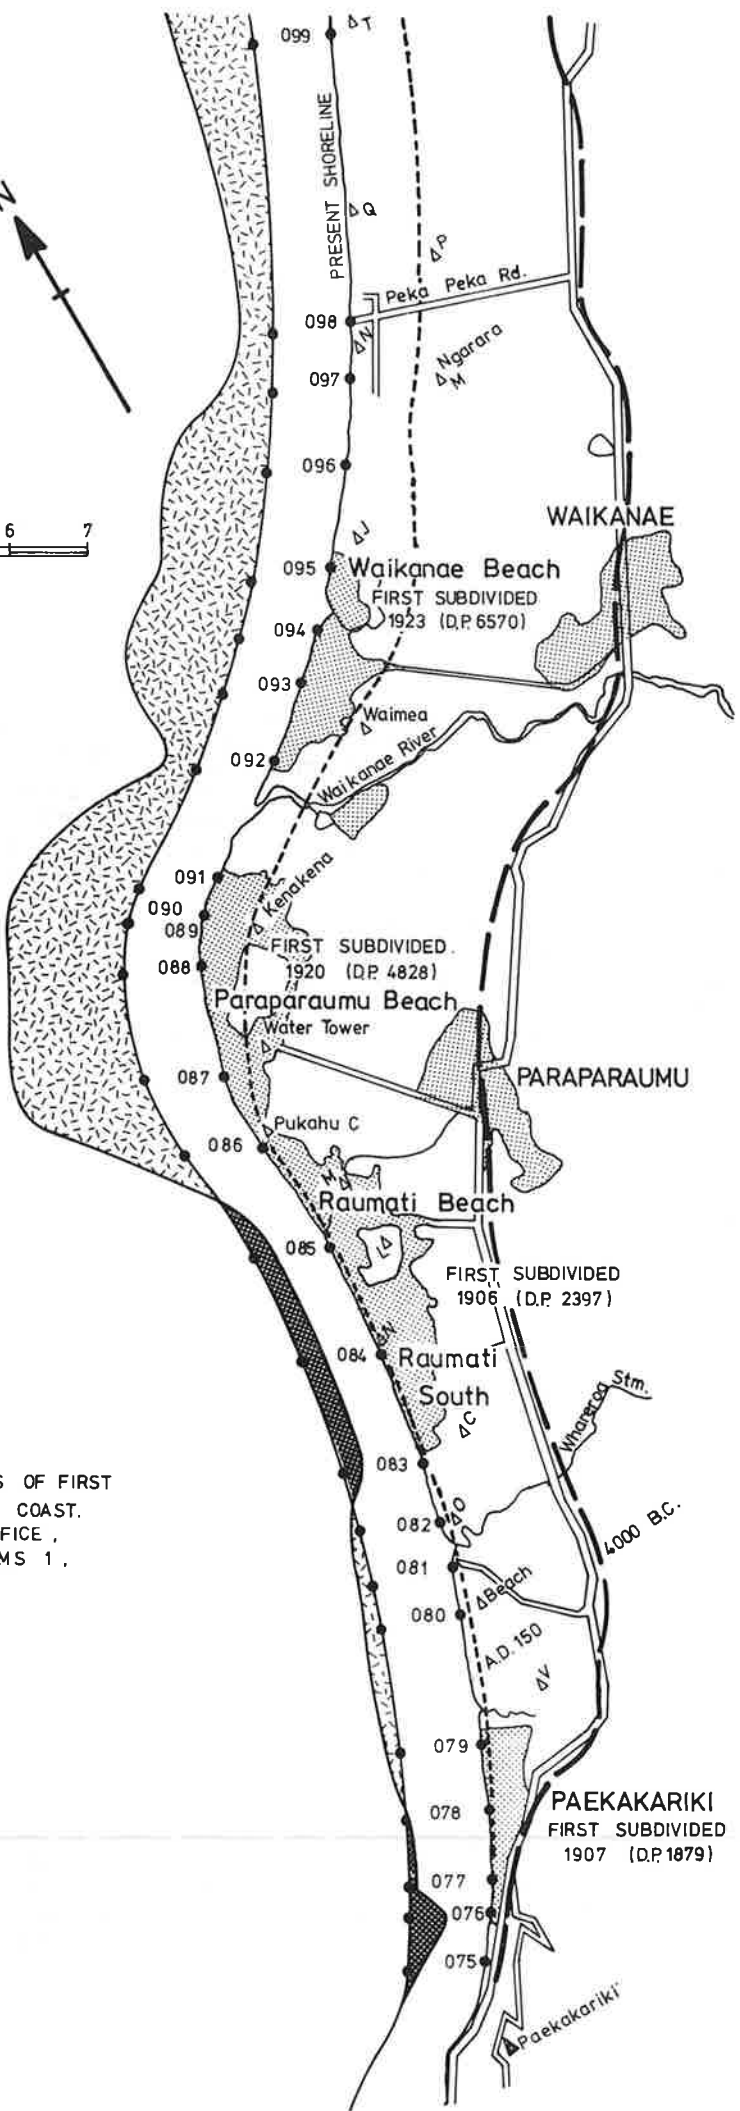 099
T
PRESENT SHORELINE
N
Q
P
Peka Peka Rd.
098
N
Ngarara
M
097
096
6 7
WAIKANAE
J
095
Waikanae Beach
FIRST SUBDIVIDED
1923 (D.P. 6570)
094
093
Waimea
092
Waikanae River
091
Kenakena
090
089
FIRST SUBDIVIDED.
1920 (D.P. 4828)
088
Paraparaumu Beach
Water Tower
087
PARAPARAUMU
Pukahu C
086
M
Raumati Beach
085
L
FIRST SUBDIVIDED
1906 (D.P. 2397)
N
084
Raumati
South
Whareroa Stm.
C
083
S OF FIRST
COAST.
FICE,
MS 1,
082
O
4000 B.C.
081
Beach
080
A.D. 150
V
079
078
PAEKAKARIKI
FIRST SUBDIVIDED
1907 (D.P. 1879)
077
076
075
Paekakariki